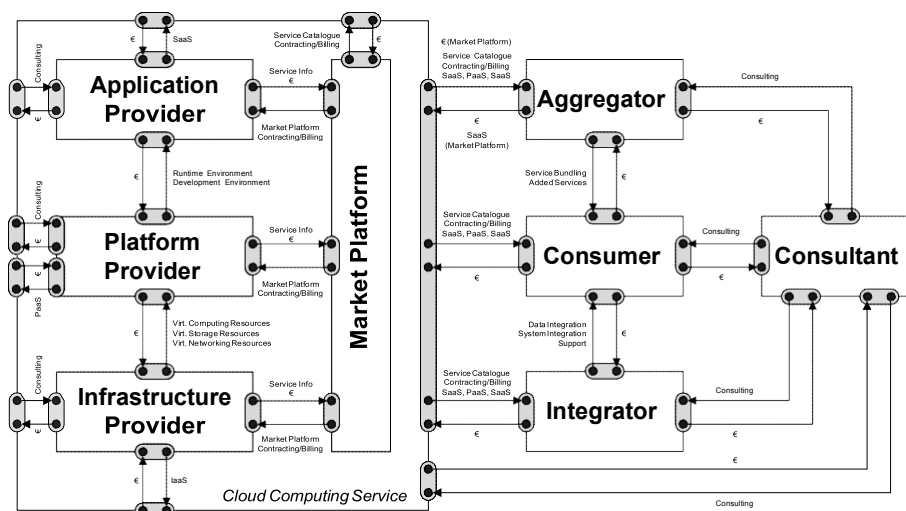 €
SaaS
Service Catalogue
Contracting/Billing
€
€ (Market Platform)
Consulting
€
Application
Provider
Service Info
€
Market Platform
Contracting/Billing
Service Catalogue
Contracting/Billing
SaaS, PaaS, SaaS
€
SaaS
(Market Platform)
Aggregator
Consulting
€
€
Runtime Environment
Development Environment
Service Bundling
Added Services
€
Consulting
€
€
PaaS
Platform
Provider
Service Info
€
Market Platform
Contracting/Billing
Market Platform
Service Catalogue
Contracting/Billing
SaaS, PaaS, SaaS
€
Consumer
Consulting
€
Consultant
€
Virt. Computing Resources
Virt. Storage Resources
Virt. Networking Resources
Data Integration
System Integration
Support
€
Consulting
€
Infrastructure
Provider
Service Info
€
Market Platform
Contracting/Billing
Service Catalogue
Contracting/Billing
SaaS, PaaS, SaaS
€
Integrator
Consulting
€
€
IaaS
Cloud Computing Service
€
Consulting